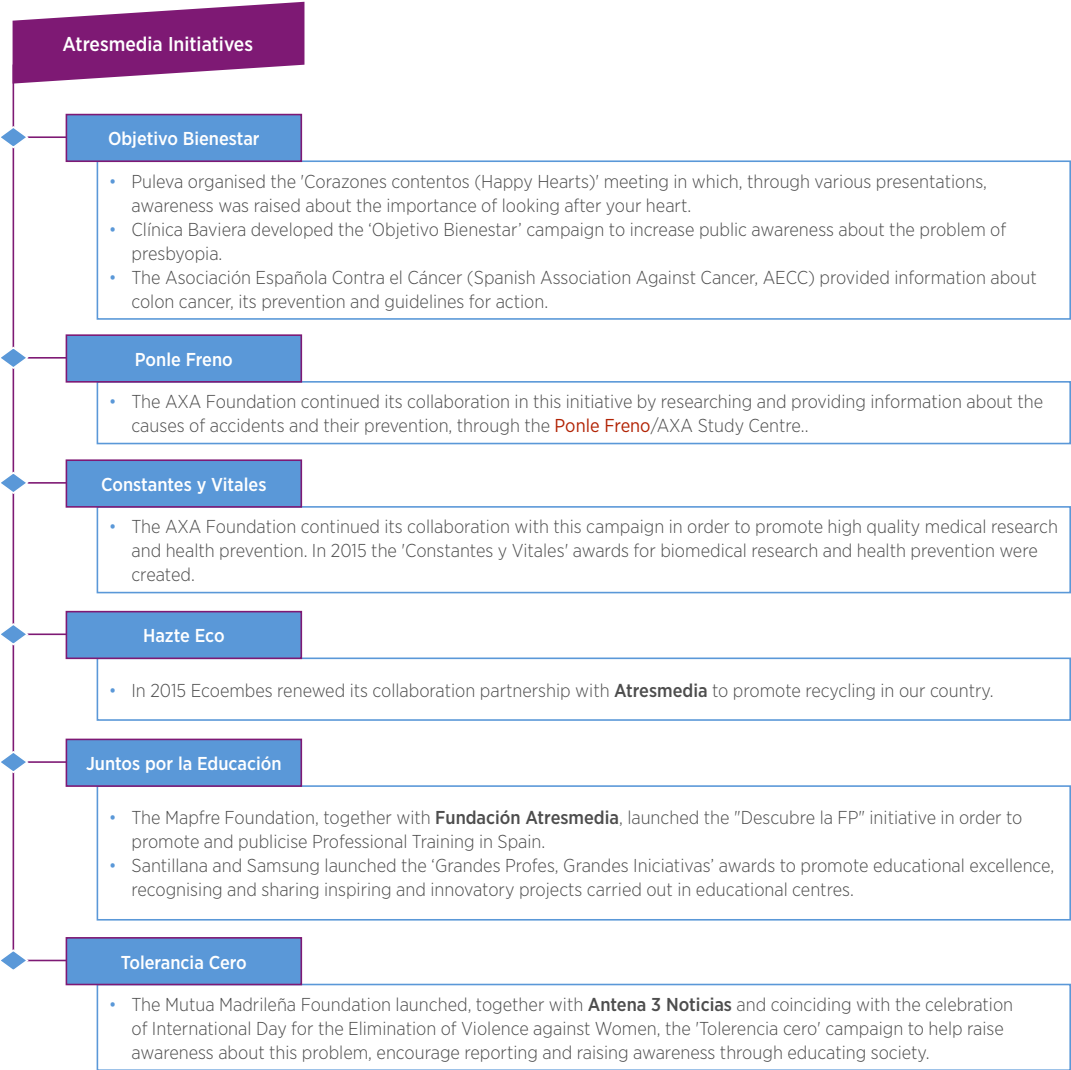 Atresmedia Initiatives
Objetivo Bienestar
• Puleva organised the 'Corazones contentos (Happy Hearts)' meeting in which, through various presentations,
awareness was raised about the importance of looking after your heart.
• Clínica Baviera developed the ‘Objetivo Bienestar’ campaign to increase public awareness about the problem of
presbyopia.
• The Asociación Española Contra el Cáncer (Spanish Association Against Cancer, AECC) provided information about
colon cancer, its prevention and guidelines for action.
Ponle Freno
• The AXA Foundation continued its collaboration in this initiative by researching and providing information about the
causes of accidents and their prevention, through the Ponle Freno/AXA Study Centre..
Constantes y Vitales
• The AXA Foundation continued its collaboration with this campaign in order to promote high quality medical research
and health prevention. In 2015 the 'Constantes y Vitales' awards for biomedical research and health prevention were
created.
Hazte Eco
• In 2015 Ecoembes renewed its collaboration partnership with Atresmedia to promote recycling in our country.
Juntos por la Educación
• The Mapfre Foundation, together with Fundación Atresmedia, launched the "Descubre la FP" initiative in order to
promote and publicise Professional Training in Spain.
• Santillana and Samsung launched the ‘Grandes Profes, Grandes Iniciativas’ awards to promote educational excellence,
recognising and sharing inspiring and innovatory projects carried out in educational centres.
Tolerancia Cero
• The Mutua Madrileña Foundation launched, together with Antena 3 Noticias and coinciding with the celebration
of International Day for the Elimination of Violence against Women, the 'Tolerencia cero' campaign to help raise
awareness about this problem, encourage reporting and raising awareness through educating society.